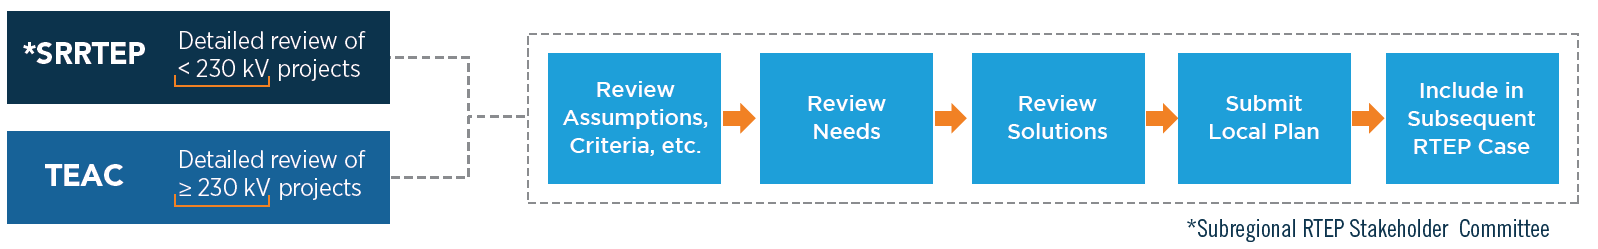 *SRRTEP
Detailed review of
< 230 kV projects
TEAC
Detailed review of
≥ 230 kV projects
Review
Assumptions,
Criteria, etc.
Review
Needs
Review
Solutions
Submit
Local Plan
Include in
Subsequent
RTEP Case
*Subregional RTEP Stakeholder Committee